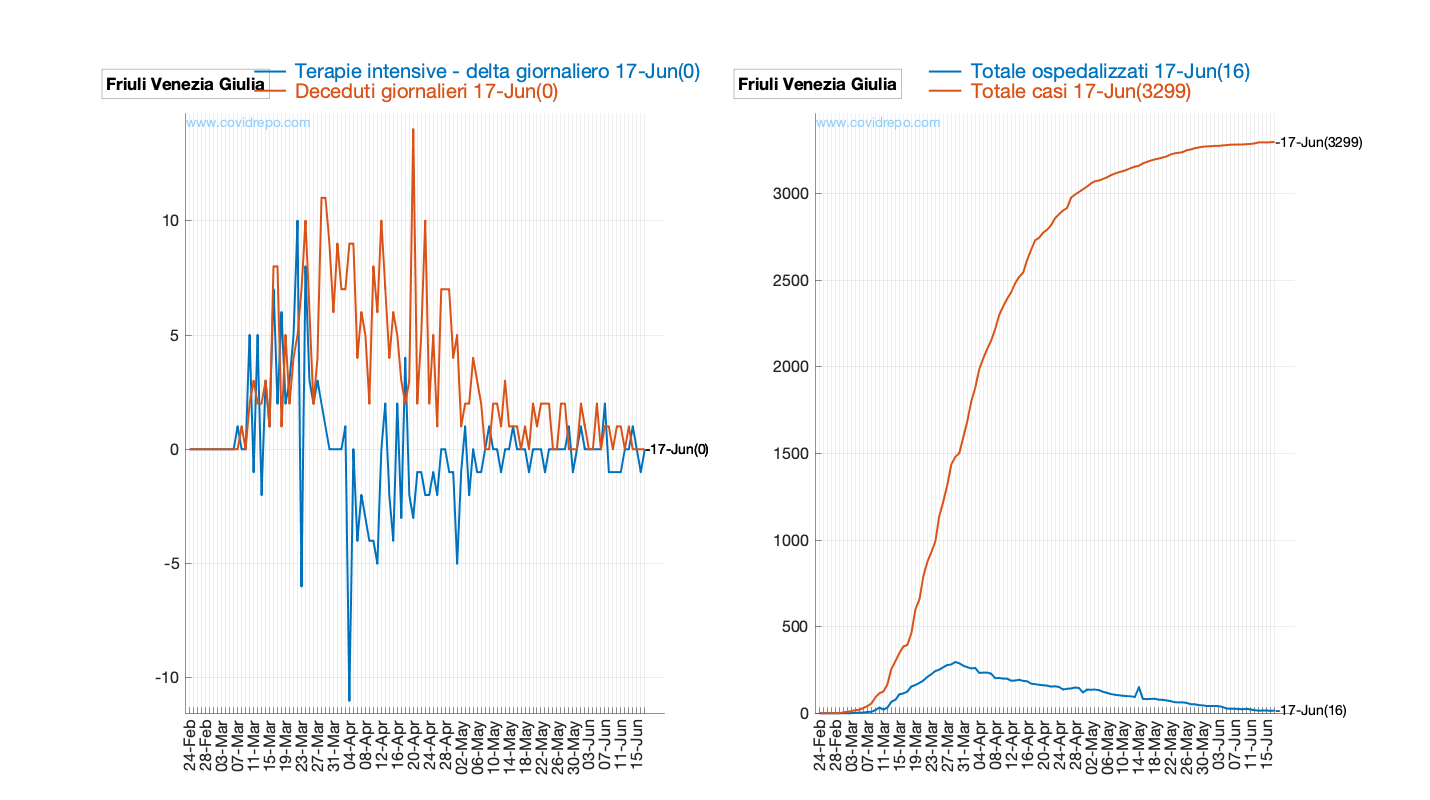 Friuli Venezia Giulia
Terapie intensive - delta giornaliero 17-Jun(0)
Deceduti giornalieri 17-Jun(0)
www.covidrepo.com
10
5
0
-5
-10
-17-Jun(0)
24-Feb
28-Feb
03-Mar
07-Mar
11-Mar
15-Mar
19-Mar
23-Mar
27-Mar
31-Mar
04-Apr
08-Apr
12-Apr
16-Apr
20-Apr
24-Apr
28-Apr
02-May
06-May
10-May
14-May
18-May
22-May
26-May
30-May
03-Jun
07-Jun
11-Jun
15-Jun
Friuli Venezia Giulia
Totale ospedalizzati 17-Jun(16)
Totale casi 17-Jun(3299)
www.covidrepo.com
3000
2500
2000
1500
1000
500
0
-17-Jun(3299)
-17-Jun(16)
24-Feb
28-Feb
03-Mar
07-Mar
11-Mar
15-Mar
19-Mar
23-Mar
27-Mar
31-Mar
04-Apr
08-Apr
12-Apr
16-Apr
20-Apr
24-Apr
28-Apr
02-May
06-May
10-May
14-May
18-May
22-May
26-May
30-May
03-Jun
07-Jun
11-Jun
15-Jun